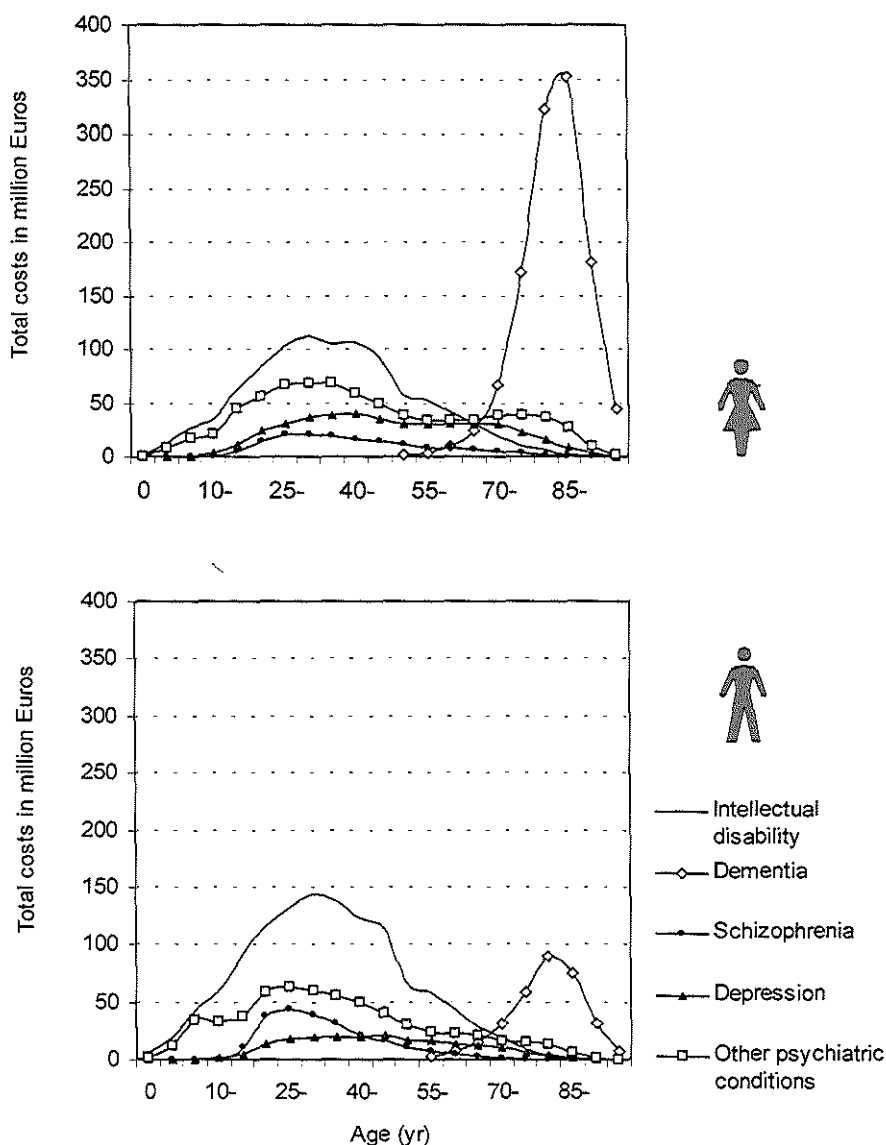 Total costs in million Euros
400
350
300
250
200
150
100
50
0
0 10- 25- 40- 55- 70- 85-
Total costs in million Euros
400
350
300
250
200
150
100
50
0
0 10- 25- 40- 55- 70- 85-
Age (yr)
Intellectual
disability
Dementia
Schizophrenia
Depression
Other psychiatric
conditions